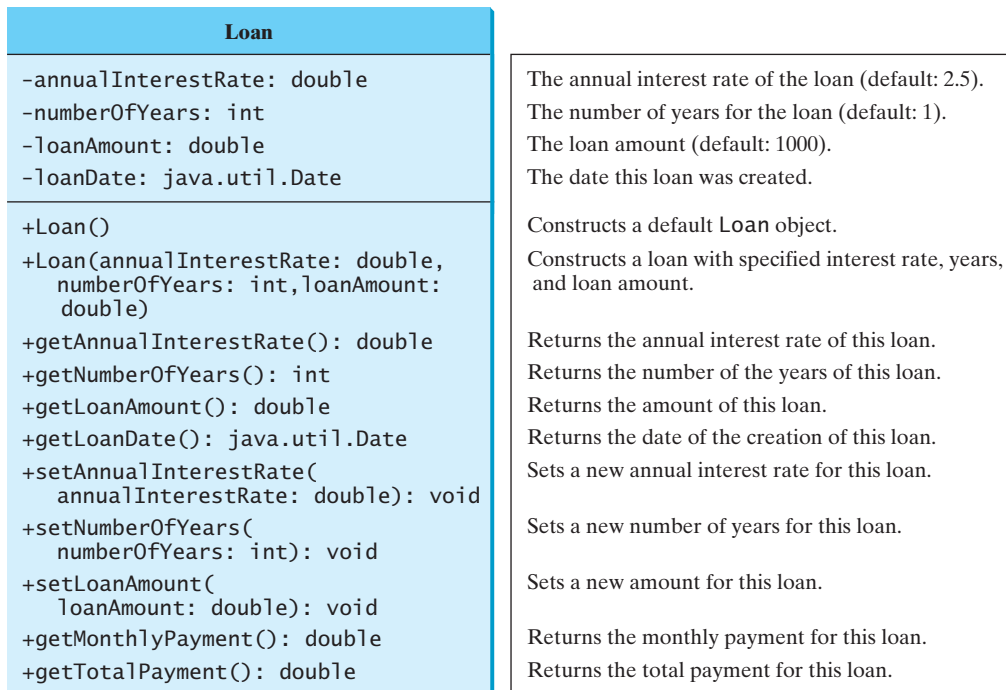 Loan
-annualInterestRate: double
The annual interest rate of the loan (default: 2.5).
-numberOfYears: int
The number of years for the loan (default: 1).
-loanAmount: double
The loan amount (default: 1000).
-loanDate: java.util.Date
The date this loan was created.
+Loan()
Constructs a default Loan object.
+Loan(annualInterestRate: double,
numberOfYears: int,loanAmount:
double)
Constructs a loan with specified interest rate, years,
and loan amount.
+getAnnualInterestRate(): double
Returns the annual interest rate of this loan.
+getNumberOfYears(): int
Returns the number of the years of this loan.
+getLoanAmount(): double
Returns the amount of this loan.
+getLoanDate(): java.util.Date
Returns the date of the creation of this loan.
+setAnnualInterestRate(
annualInterestRate: double): void
Sets a new annual interest rate for this loan.
+setNumberOfYears(
numberOfYears: int): void
Sets a new number of years for this loan.
+setLoanAmount(
loanAmount: double): void
Sets a new amount for this loan.
+getMonthlyPayment(): double
Returns the monthly payment for this loan.
+getTotalPayment(): double
Returns the total payment for this loan.